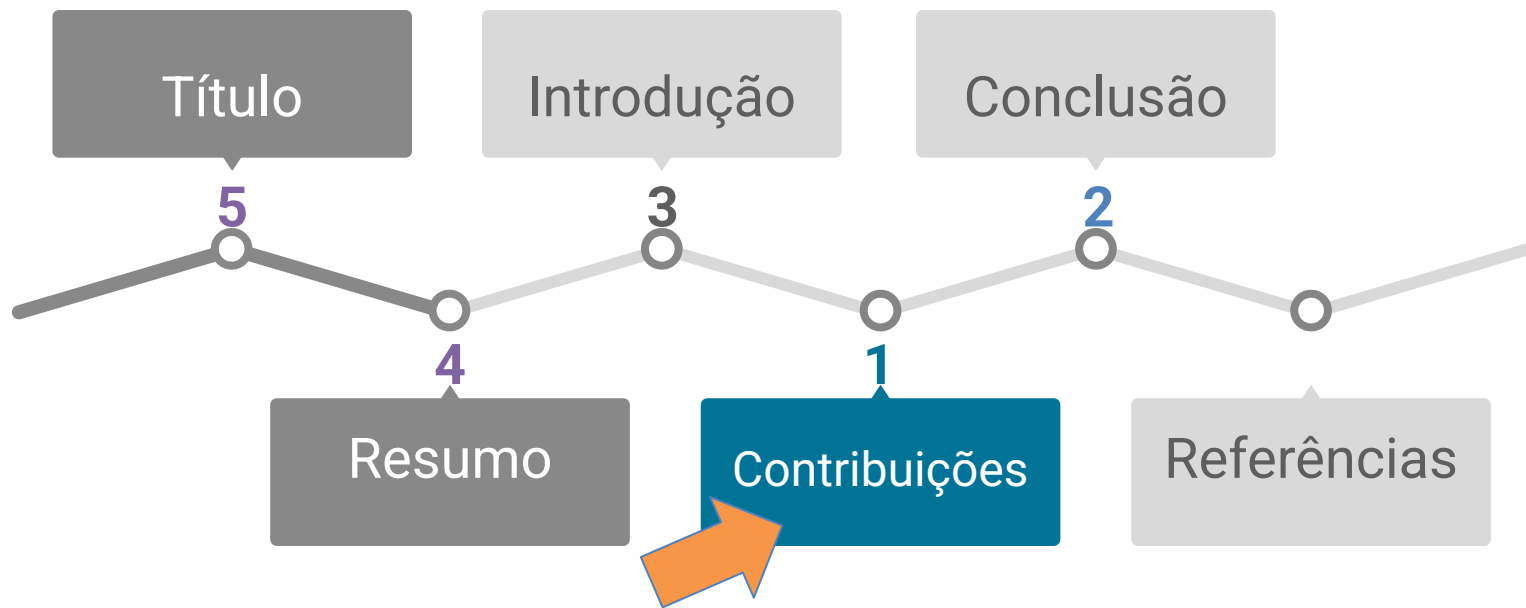 Título
Introdução
Conclusão
5
3
2
4
1
Resumo
Contribuições
Referências